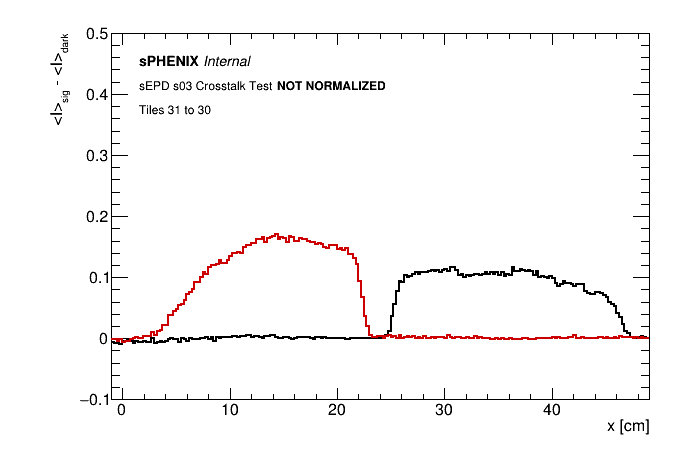 <I>sig - <I>dark
0.5
0.4
0.3
0.2
0.1
0
−0.1
sPHENIX Internal
sEPD s03 Crosstalk Test NOT NORMALIZED
Tiles 31 to 30
0 10 20 30 40
x [cm]